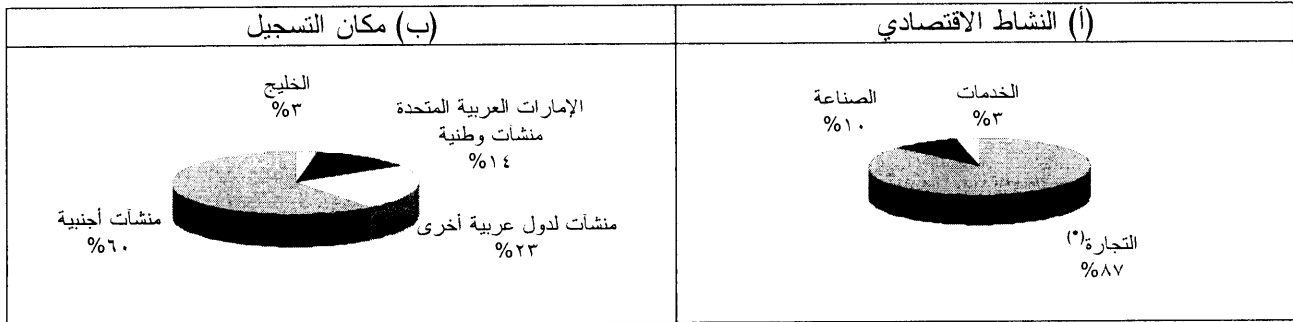 (أ) النشاط الاقتصادي
الخدمات
%٣
الصناعة
%١٠
التجارة(*)
%٨٧
(ب) مكان التسجيل
الخليج
%٣
الإمارات العربية المتحدة
منشآت وطنية
%١٤
منشآت لدول عربية أخرى
%٢٣
منشآت أجنبية
%٦٠